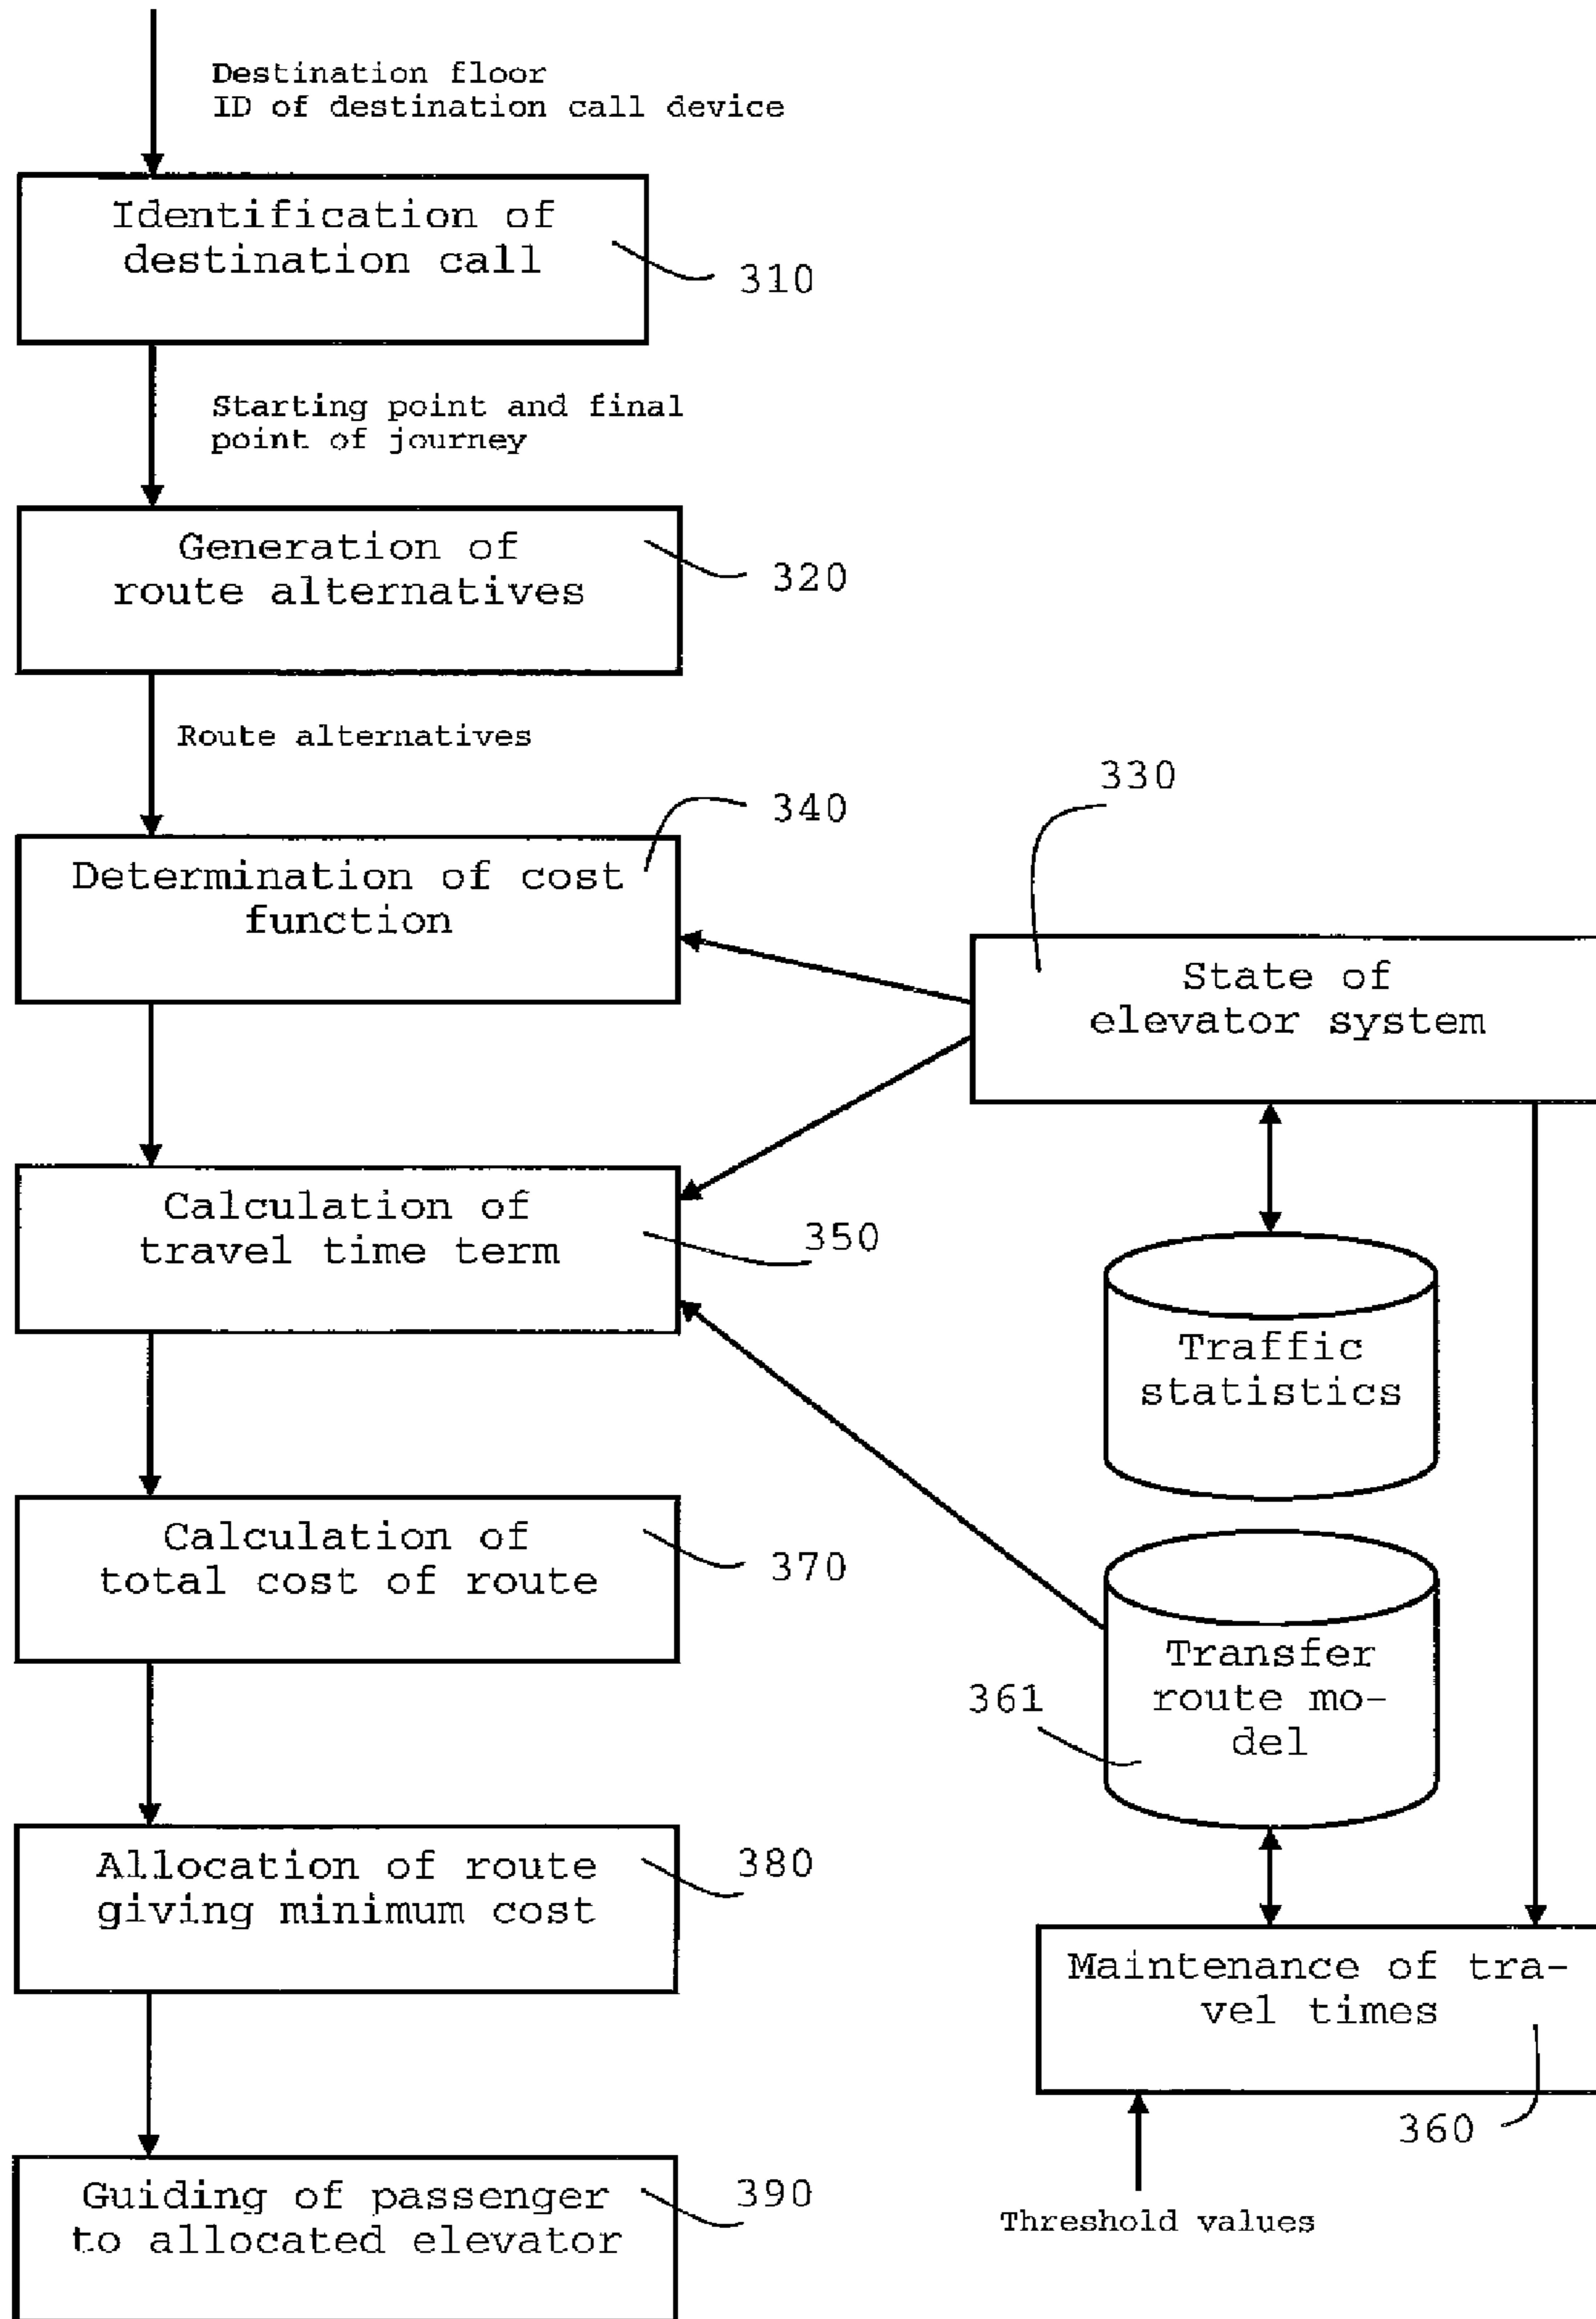 Destination floor
ID of destination call device
Identification of
destination call
310
Starting point and final
point of journey
Generation of
route alternatives
320
Route alternatives
340
330
Determination of cost
function
State of
elevator system
Calculation of
travel time term
350
Traffic
statistics
Calculation of
total cost of route
370
Transfer
route mo-
del
361
Allocation of route
giving minimum cost
380
Maintenance of tra-
vel times
360
Guiding of passenger
to allocated elevator
390
Threshold values